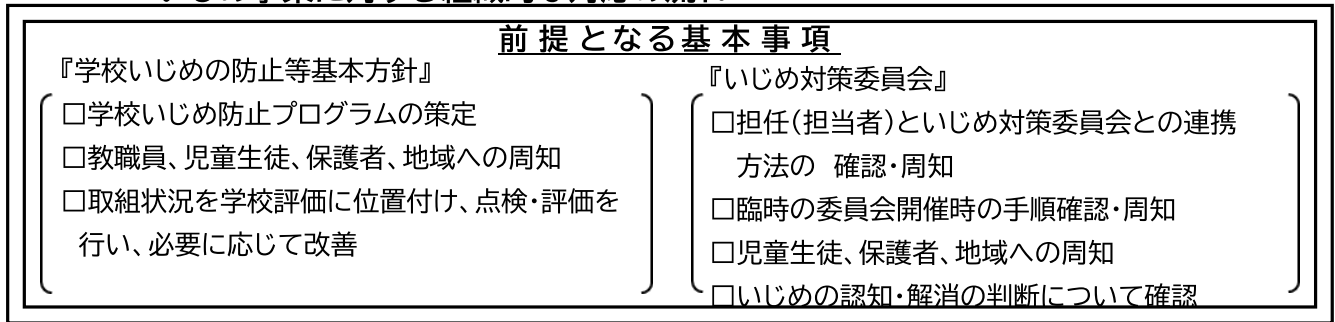 前提となる基本事項
『学校いじめの防止等基本方針』
□学校いじめ防止プログラムの策定
□教職員、児童生徒、保護者、地域への周知
□取組状況を学校評価に位置付け、点検・評価を
行い、必要に応じて改善
『いじめ対策委員会』
□担任(担当者)といじめ対策委員会との連携
方法の 確認・周知
□臨時の委員会開催時の手順確認・周知
□児童生徒、保護者、地域への周知
□いじめの認知・解消の判断について確認